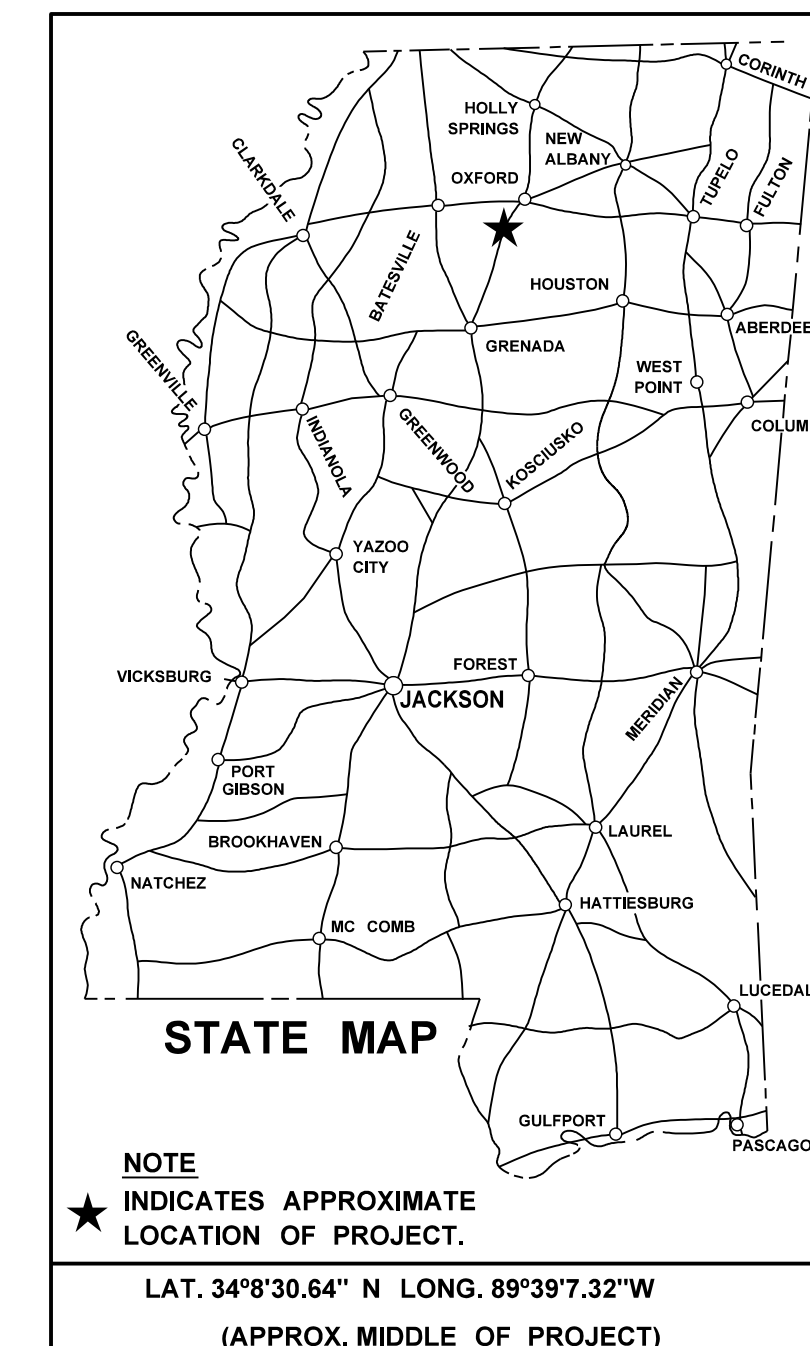 CORINTH
HOLLY
SPRINGS
NEW
ALBANY
CLARKDALE
OXFORD
TUPELO
FULTON
BATESVILLE
HOUSTON
ABERDEE
GREENVILLE
GRENADA
WEST
POINT
COLUM
INDIANOLA
GREENWOOD
KOSCIUSKO
YAZOO
CITY
VICKSBURG
FOREST
JACKSON
MERIDIAN
PORT
GIBSON
BROOKHAVEN
LAUREL
NATCHEZ
HATTIESBURG
MC COMB
LUCEDAL
STATE MAP
GULFPORT
PASCAGO
NOTE
INDICATES APPROXIMATE
LOCATION OF PROJECT.
LAT. 34º8'30.64" N LONG. 89º39'7.32"W
(APPROX. MIDDLE OF PROJECT)